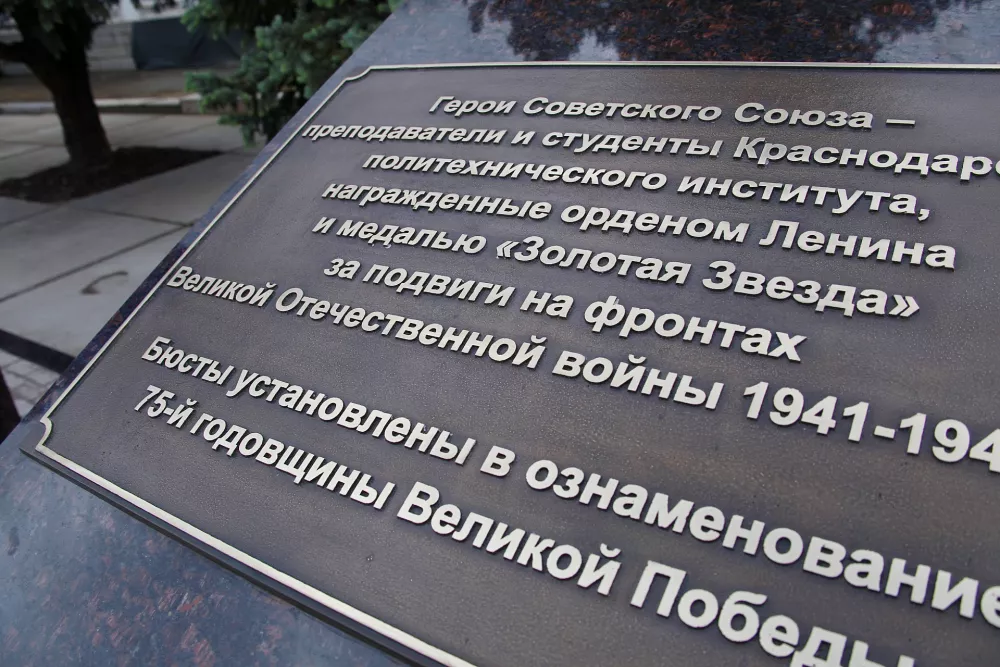 Герои Советского Союза –
преподаватели и студенты Краснодарс
политехнического института,
награжденные орденом Ленина
и медалью «Золотая Звезда»
за подвиги на фронтах
Великой Отечественной войны 1941-194
Бюсты установлены в ознаменование
75-й годовщины Великой Победы